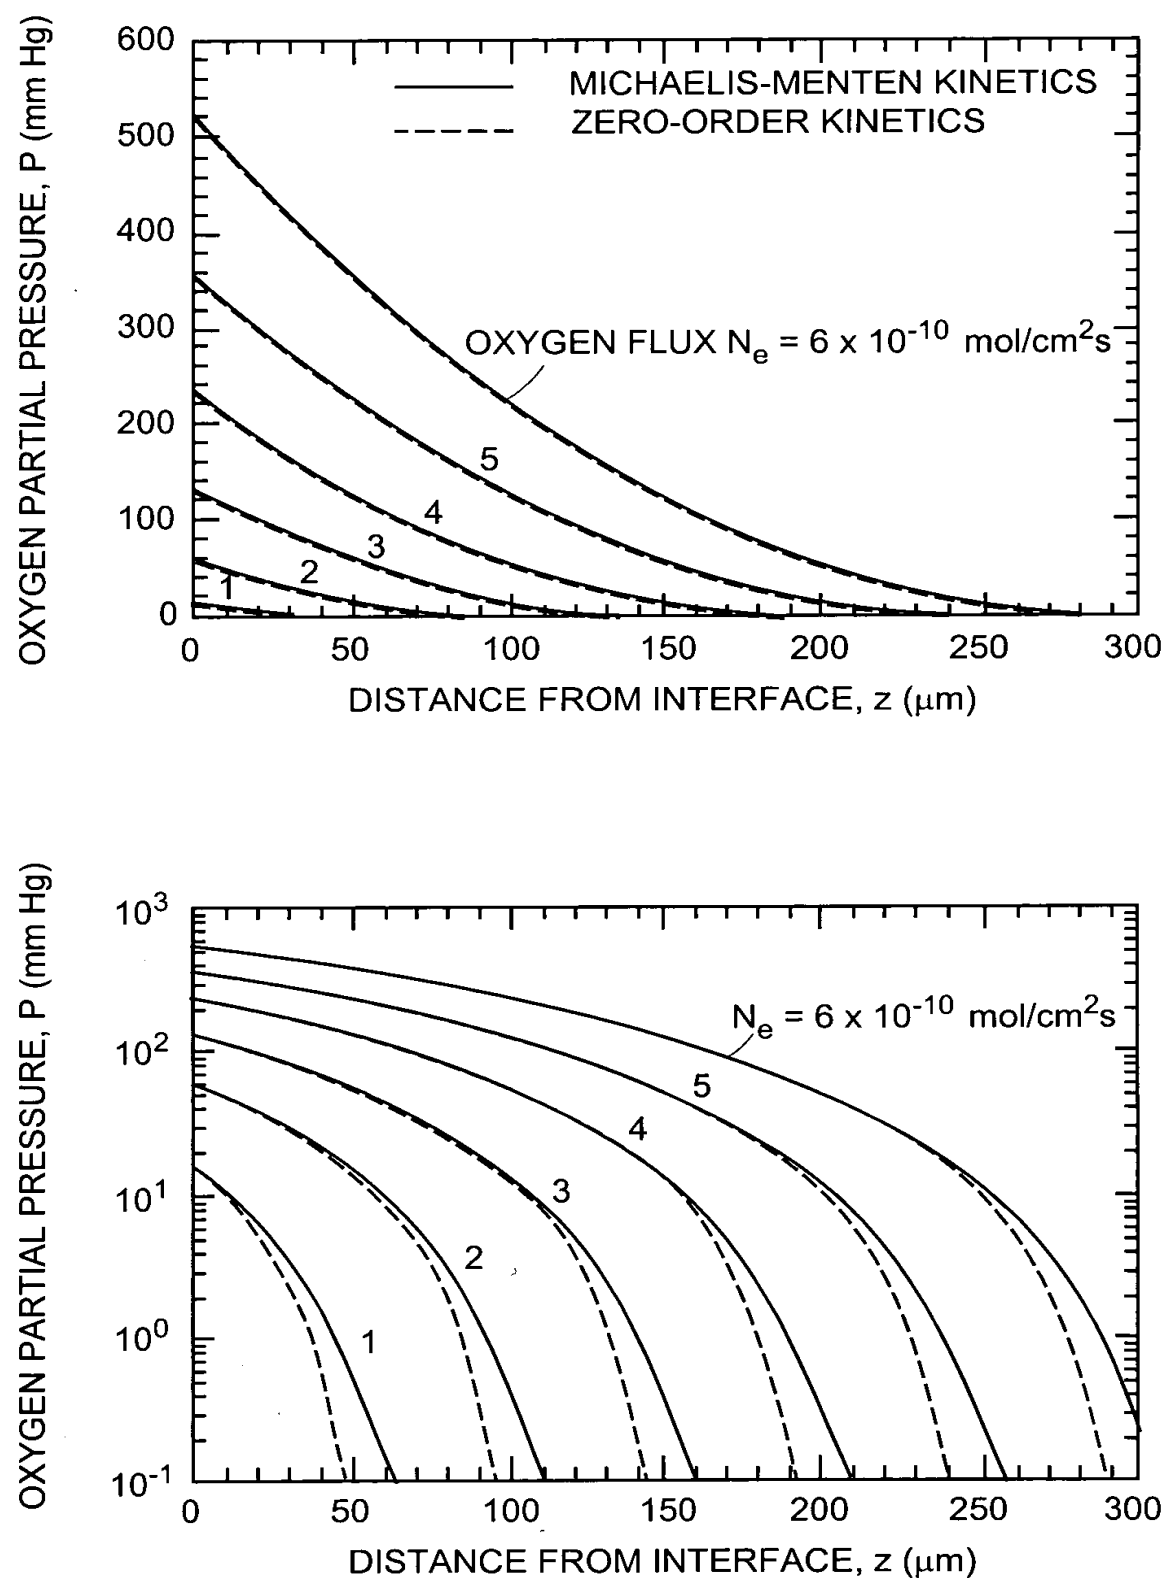 OXYGEN PARTIAL PRESSURE, P (mm Hg)
600
500
400
300
200
100
0
MICHAELIS-MENTEN KINETICS
ZERO-ORDER KINETICS
OXYGEN FLUX Nₑ = 6 x 10⁻¹⁰ mol/cm²s
5
4
3
2
1
0 50 100 150 200 250 300
DISTANCE FROM INTERFACE, z (μm)
OXYGEN PARTIAL PRESSURE, P (mm Hg)
10³
10²
10¹
10⁰
10⁻¹
Nₑ = 6 x 10⁻¹⁰ mol/cm²s
5
4
3
2
1
0 50 100 150 200 250 300
DISTANCE FROM INTERFACE, z (μm)